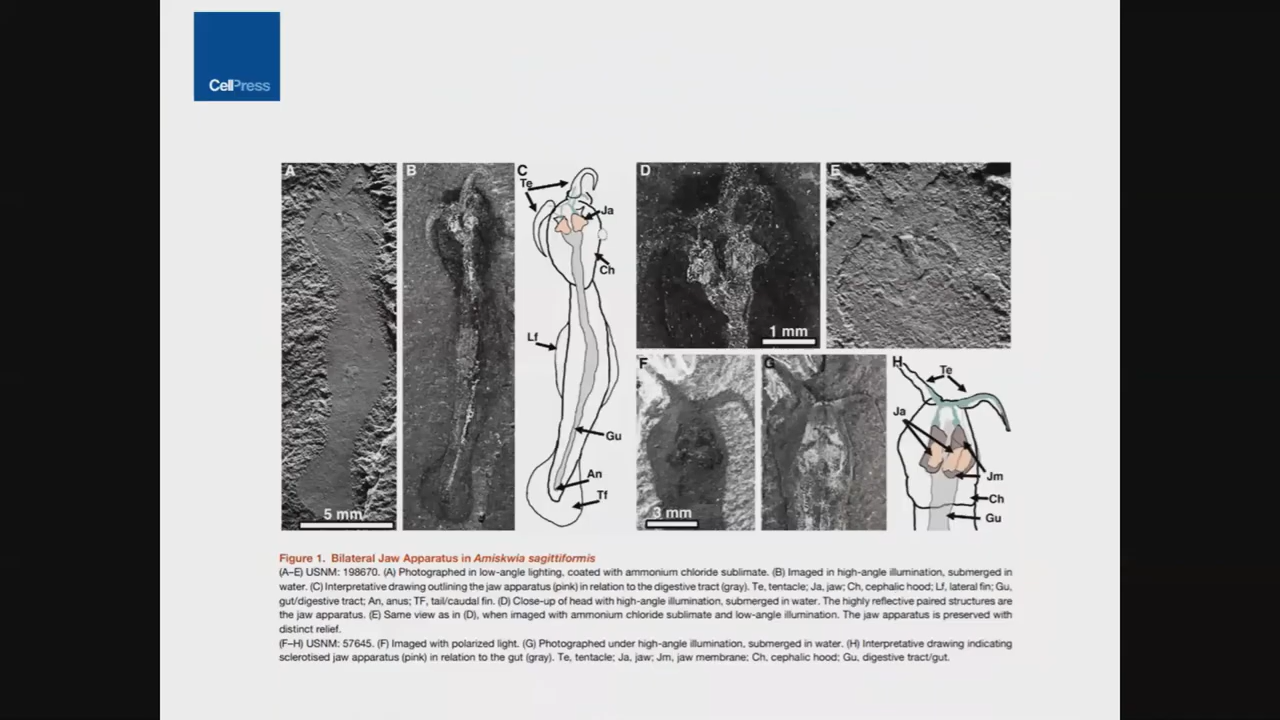 CellPress
A
B
C
Te
Ja
Ch
Lf
Gu
An
Tf
5 mm
D
1 mm
E
F
3 mm
G
H
Te
Ja
Jm
Ch
Gu
Figure 1. Bilateral Jaw Apparatus in Amiskwia sagittiformis
(A–E) USNM: 198670. (A) Photographed in low-angle lighting, coated with ammonium chloride sublimate. (B) Imaged in high-angle illumination, submerged in
water. (C) Interpretative drawing outlining the jaw apparatus (pink) in relation to the digestive tract (gray). Te, tentacle; Ja, jaw; Ch, cephalic hood; Lf, lateral fin; Gu,
gut/digestive tract; An, anus; TF, tail/caudal fin. (D) Close-up of head with high-angle illumination, submerged in water. The highly reflective paired structures are
the jaw apparatus. (E) Same view as in (D), when imaged with ammonium chloride sublimate and low-angle illumination. The jaw apparatus is preserved with
distinct relief.
(F–H) USNM: 57645. (F) Imaged with polarized light. (G) Photographed under high-angle illumination, submerged in water. (H) Interpretative drawing indicating
sclerotised jaw apparatus (pink) in relation to the gut (gray). Te, tentacle; Ja, jaw; Jm, jaw membrane; Ch, cephalic hood; Gu, digestive tract/gut.